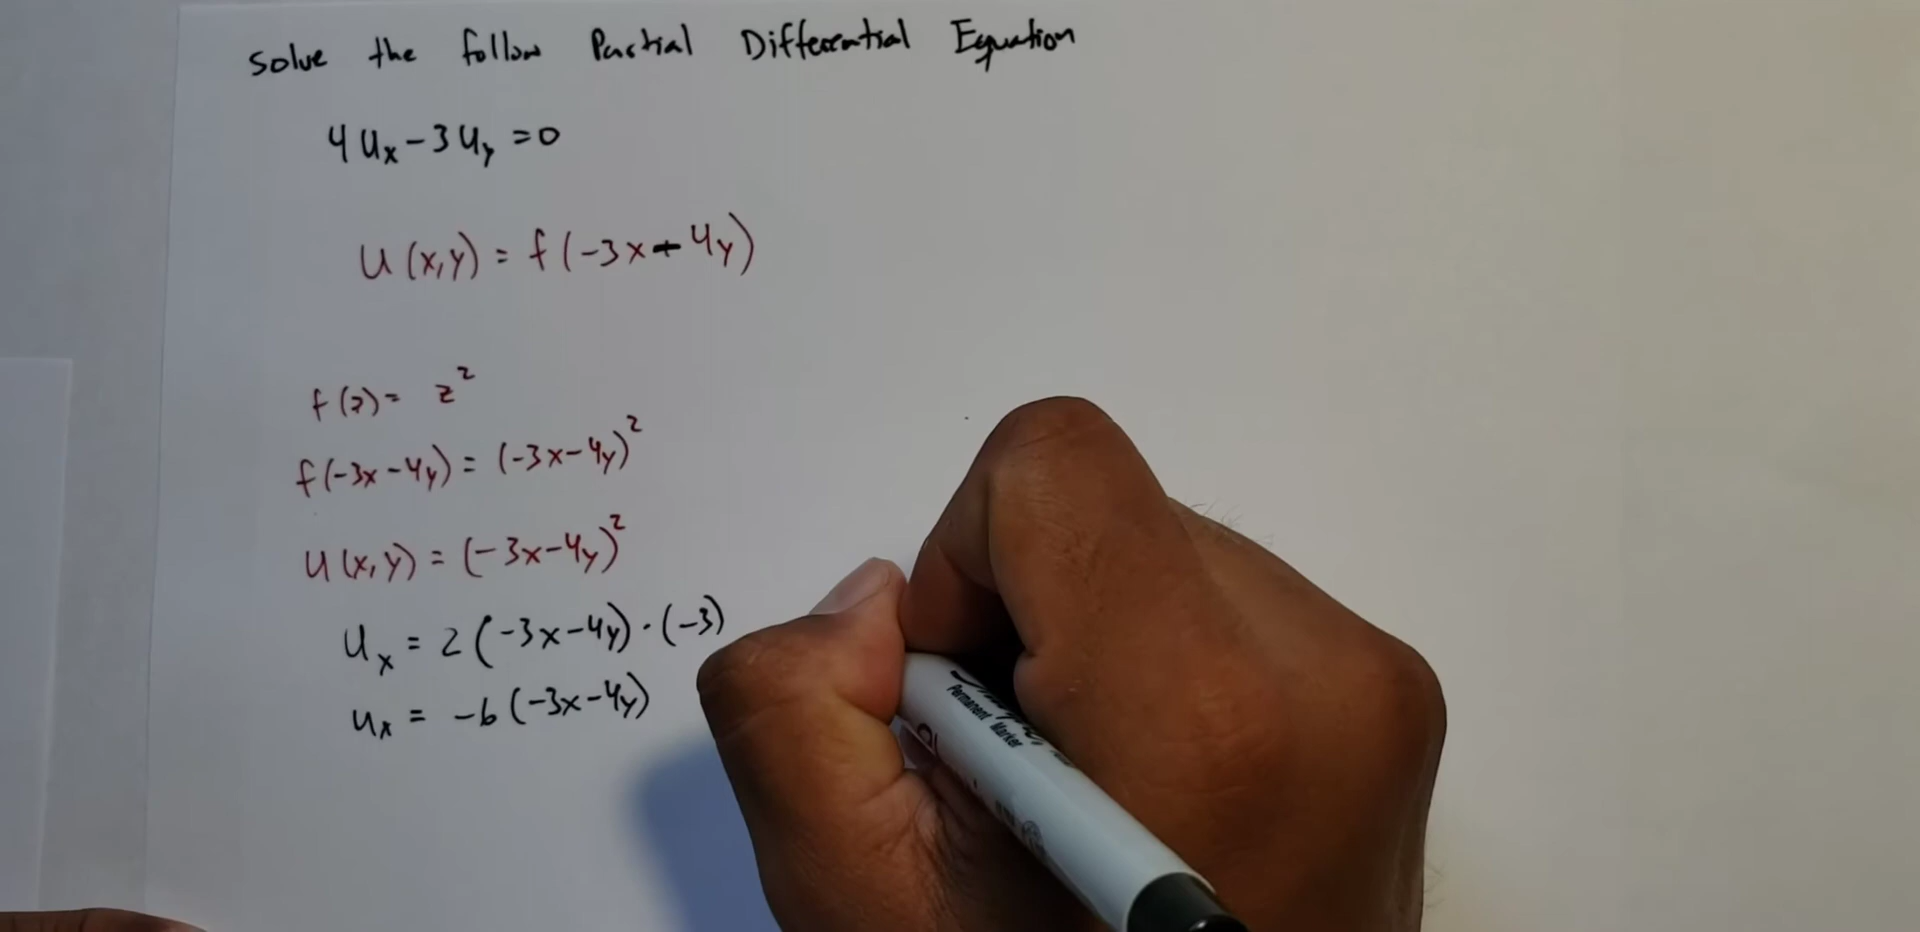 Solve the follow Partial Differential Equation
4Ux-3Uy=0
U(x,y) = f(-3x-4y)
f(z)= z²
f(-3x-4y) = (-3x-4y)²
U(x,y) = (-3x-4y)²
Ux = 2(-3x-4y)·(-3)
Ux = -6(-3x-4y)
Permanent Marker